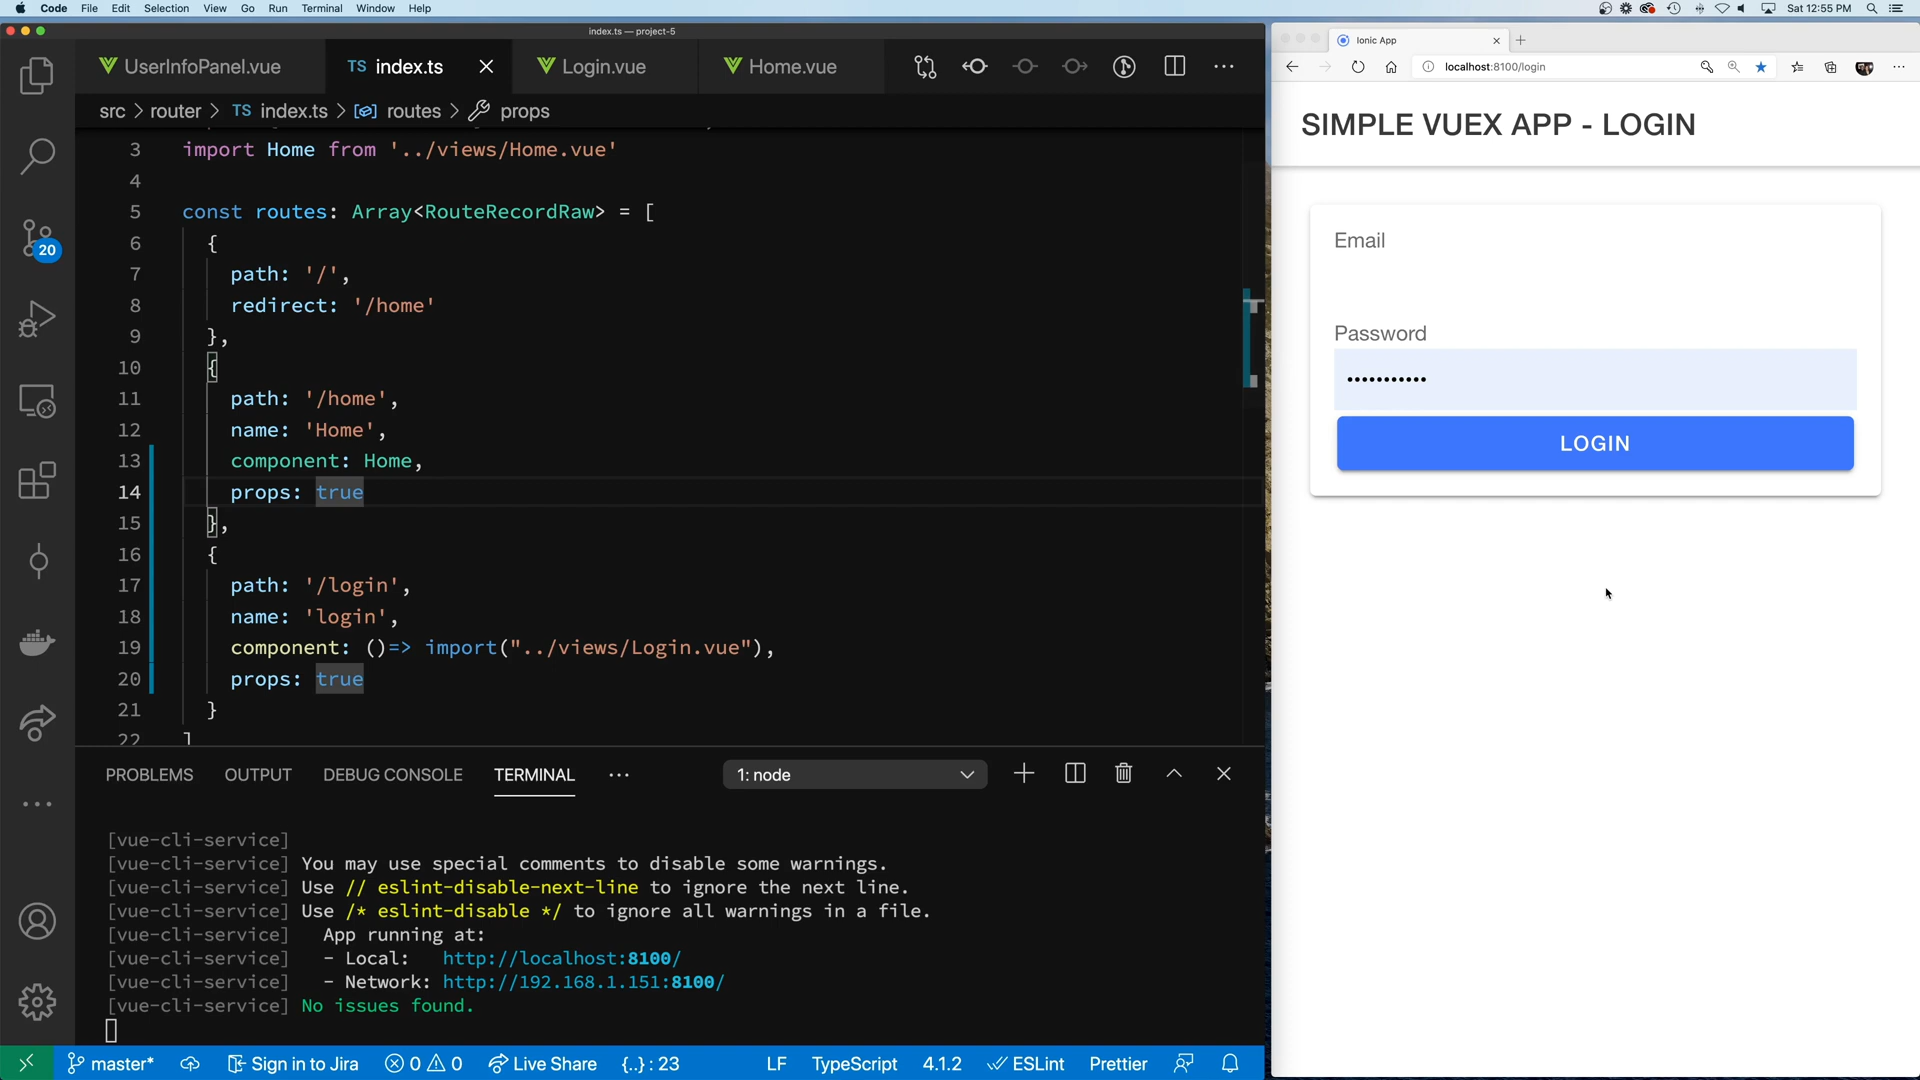 Code File Edit Selection View Go Run Terminal Window Help
Sat 12:55 PM
index.ts — project-5
UserInfoPanel.vue
TS index.ts
Login.vue
Home.vue
src > router > TS index.ts > routes > props
3 import Home from '../views/Home.vue'
4
5 const routes: Array<RouteRecordRaw> = [
6 {
7 path: '/',
8 redirect: '/home'
9 },
10 {
11 path: '/home',
12 name: 'Home',
13 component: Home,
14 props: true
15 },
16 {
17 path: '/login',
18 name: 'login',
19 component: ()=> import("../views/Login.vue"),
20 props: true
21 }
22 ]
20
PROBLEMS OUTPUT DEBUG CONSOLE TERMINAL
1: node
[vue-cli-service]
[vue-cli-service] You may use special comments to disable some warnings.
[vue-cli-service] Use // eslint-disable-next-line to ignore the next line.
[vue-cli-service] Use /* eslint-disable */ to ignore all warnings in a file.
[vue-cli-service] App running at:
[vue-cli-service] - Local: http://localhost:8100/
[vue-cli-service] - Network: http://192.168.1.151:8100/
[vue-cli-service] No issues found.
master* Sign in to Jira 0 0 Live Share {..} : 23 LF TypeScript 4.1.2 ESLint Prettier
Ionic App
localhost:8100/login
SIMPLE VUEX APP - LOGIN
Email
Password
•••••••••••
LOGIN